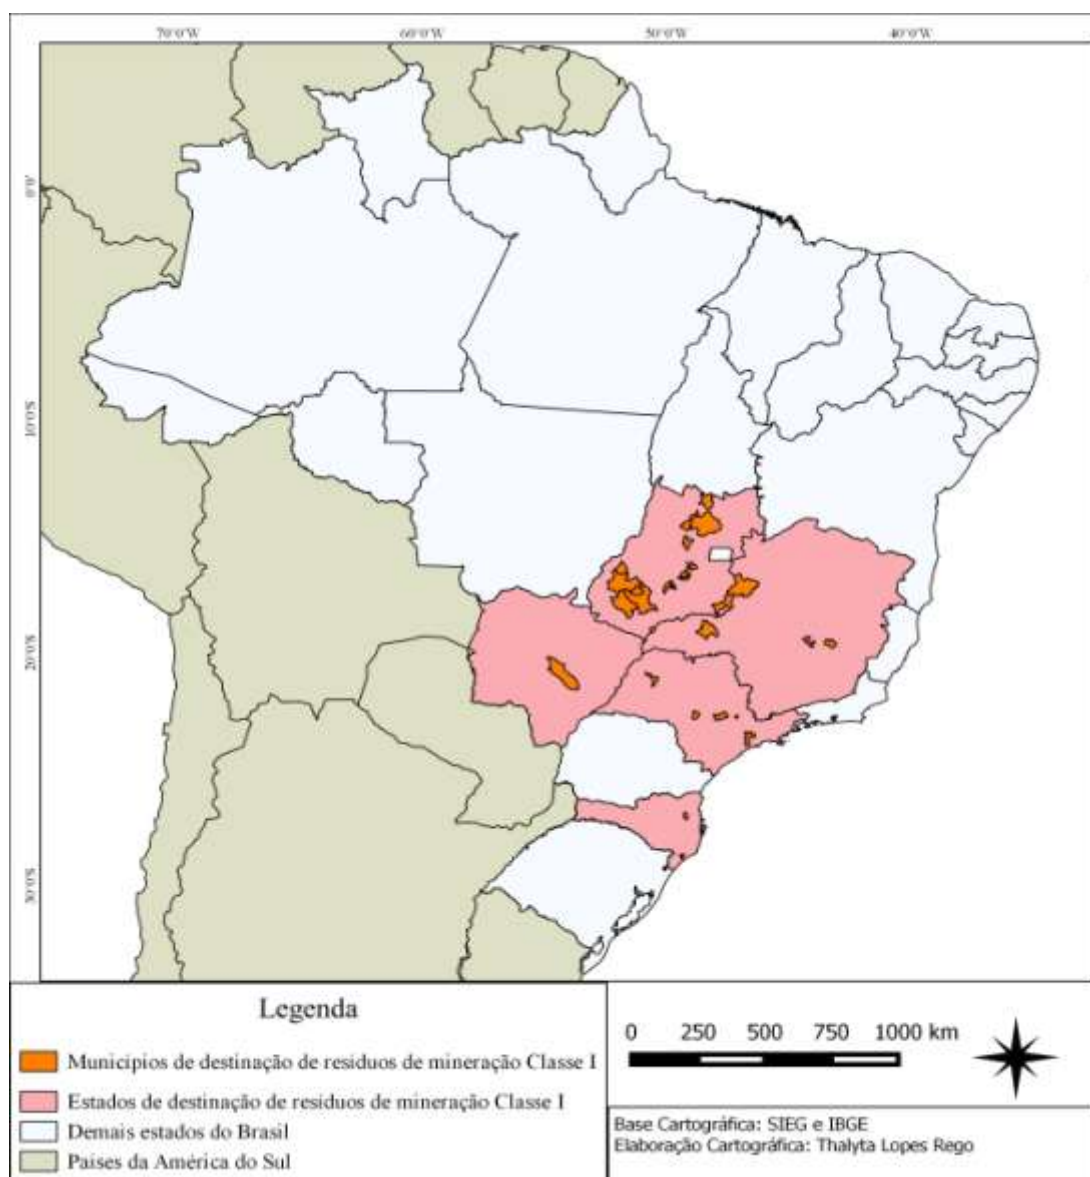 70°0'W 60°0'W 50°0'W 40°0'W
0°0'
10°0'S
20°0'S
30°0'S
Legenda
Municípios de destinação de resíduos de mineração Classe I
Estados de destinação de resíduos de mineração Classe I
Demais estados do Brasil
Países da América do Sul
0 250 500 750 1000 km
Base Cartográfica: SIEG e IBGE
Elaboração Cartográfica: Thalyta Lopes Rego